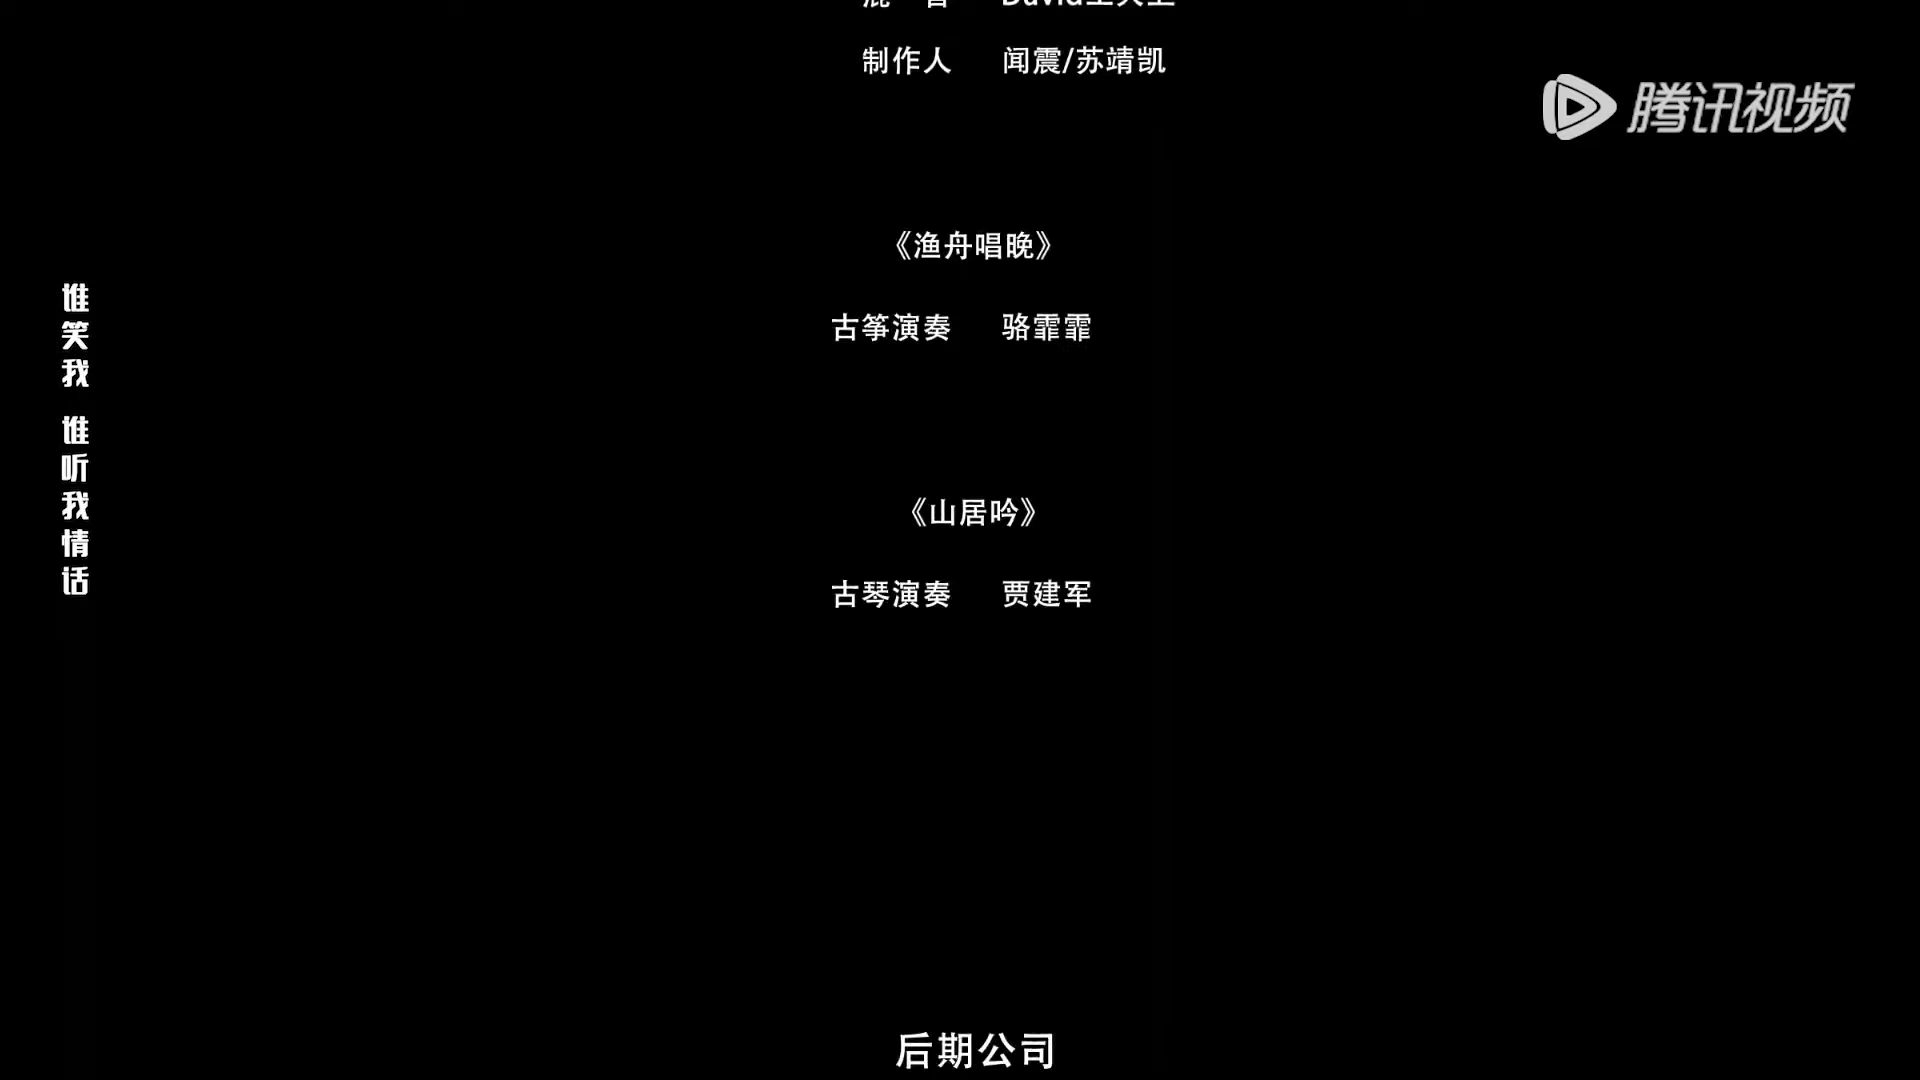 制作人 闻震/苏靖凯
腾讯视频
《渔舟唱晚》
古筝演奏 骆霏霏
谁笑我 谁听我情话
《山居吟》
古琴演奏 贾建军
后期公司